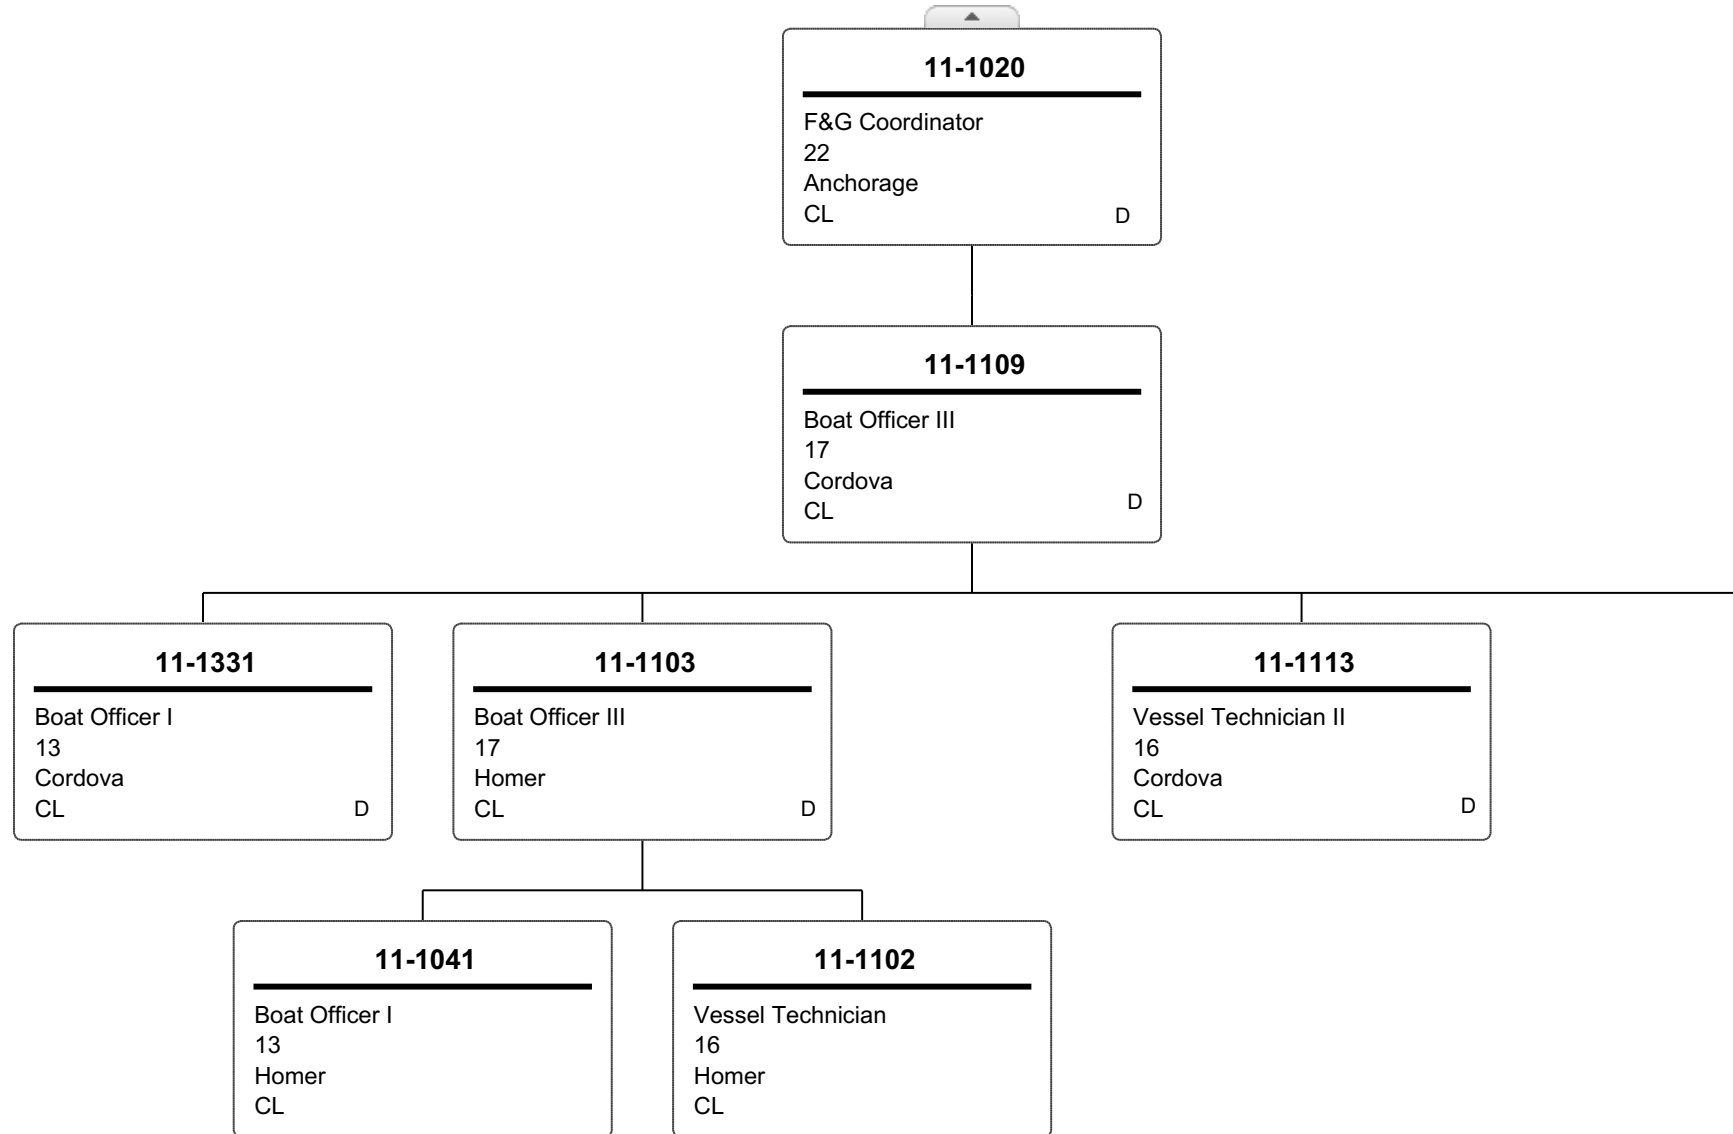 11-1020
F&G Coordinator
22
Anchorage
CL D
11-1109
Boat Officer III
17
Cordova
CL D
11-1331
Boat Officer I
13
Cordova
CL D
11-1103
Boat Officer III
17
Homer
CL D
11-1113
Vessel Technician II
16
Cordova
CL D
11-1041
Boat Officer I
13
Homer
CL
11-1102
Vessel Technician
16
Homer
CL